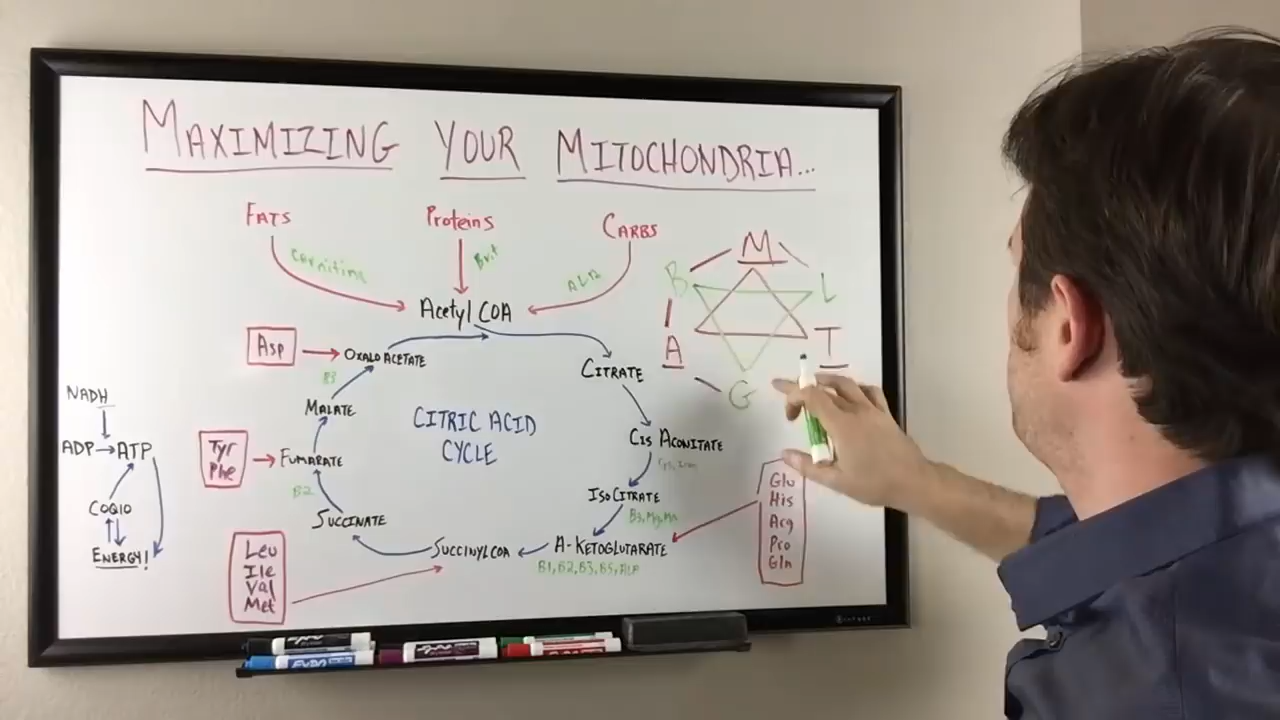 MAXIMIZING YOUR MITOCHONDRIA...
FATS
Proteins
CARBS
Carnitine
ALA
Acetyl COA
M
B
L
A
T
G
Asp
OXALOACETATE
CITRATE
B3
MALATE
CITRIC ACID
CYCLE
CIS ACONITATE
NADH
ADP → ATP
COQ10
ENERGY!
Tyr
Phe
FUMARATE
B2
SUCCINATE
ISOCITRATE
B3, Mg, Mn
A-KETOGLUTARATE
B1, B2, B3, B5, ALA
SUCCINYLCOA
Glu
His
Arg
Pro
Gln
Leu
Ile
Val
Met
EXPO